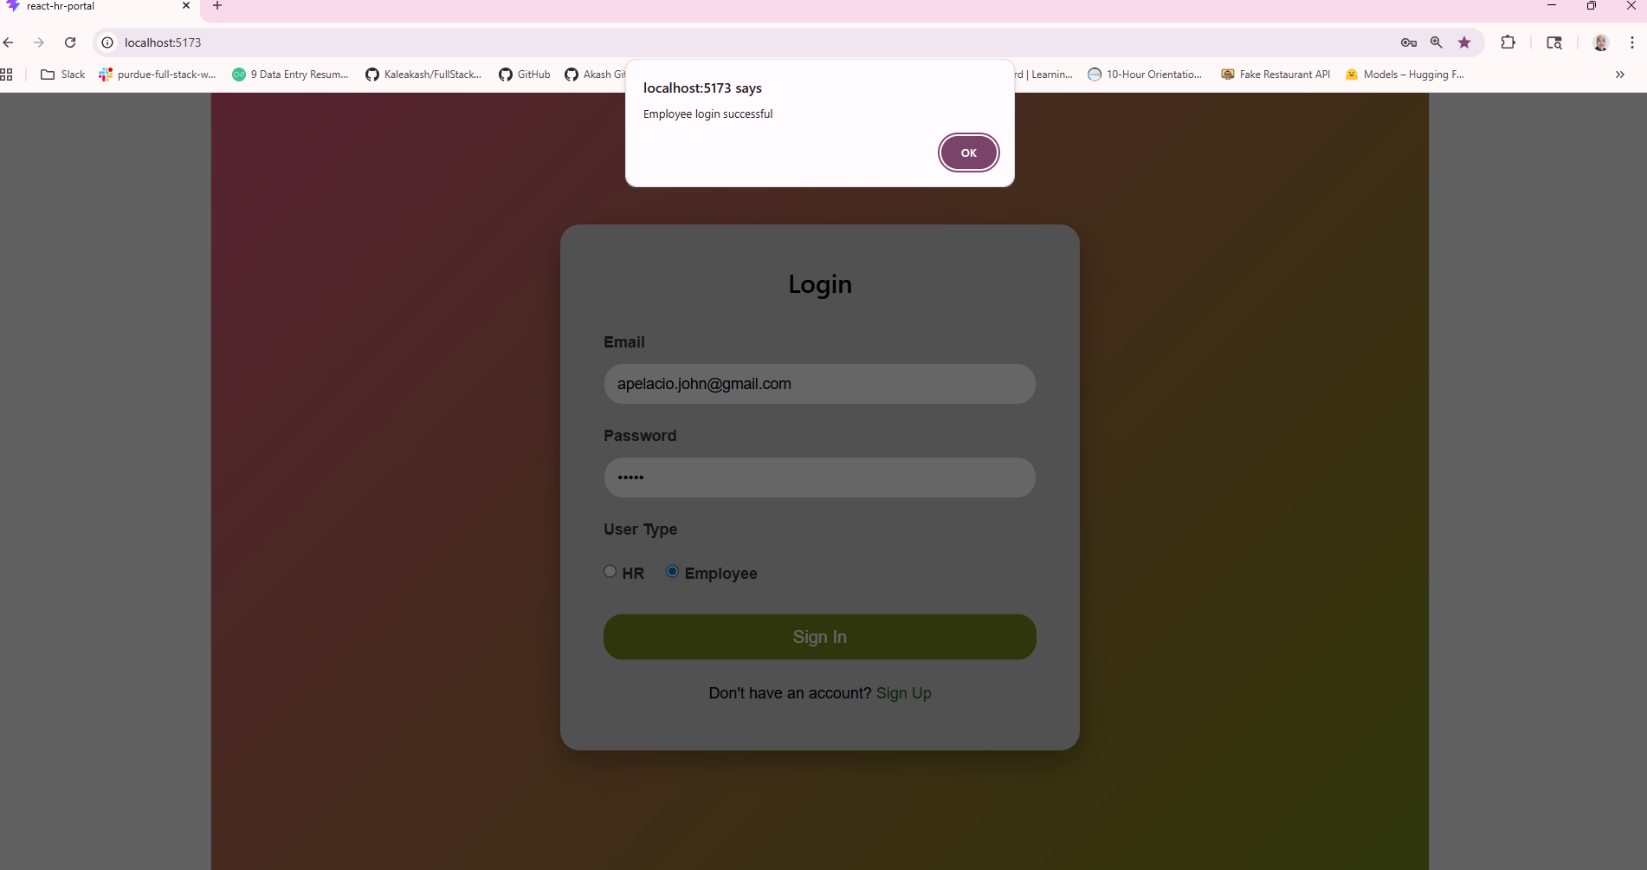 react-hr-portal
localhost:5173
Slack
purdue-full-stack-w...
9 Data Entry Resum...
Kaleakash/FullStack...
GitHub
Akash Gi
rd | Learnin...
10-Hour Orientatio...
Fake Restaurant API
Models – Hugging F...
localhost:5173 says
Employee login successful
OK
Login
Email
apelacio.john@gmail.com
Password
User Type
HR
Employee
Sign In
Don't have an account? Sign Up